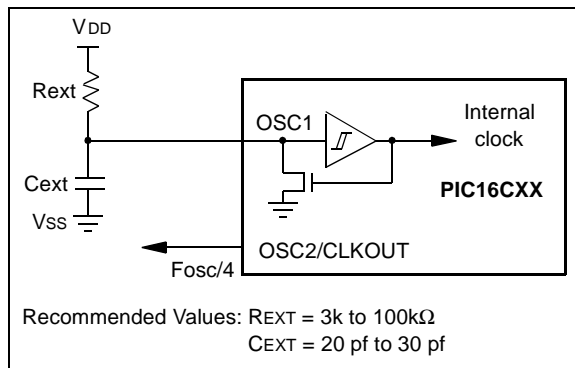 VDD
Rext
OSC1
Internal
clock
Cext
PIC16CXX
VSS
OSC2/CLKOUT
Fosc/4
Recommended Values: REXT = 3k to 100kΩ
CEXT = 20 pf to 30 pf